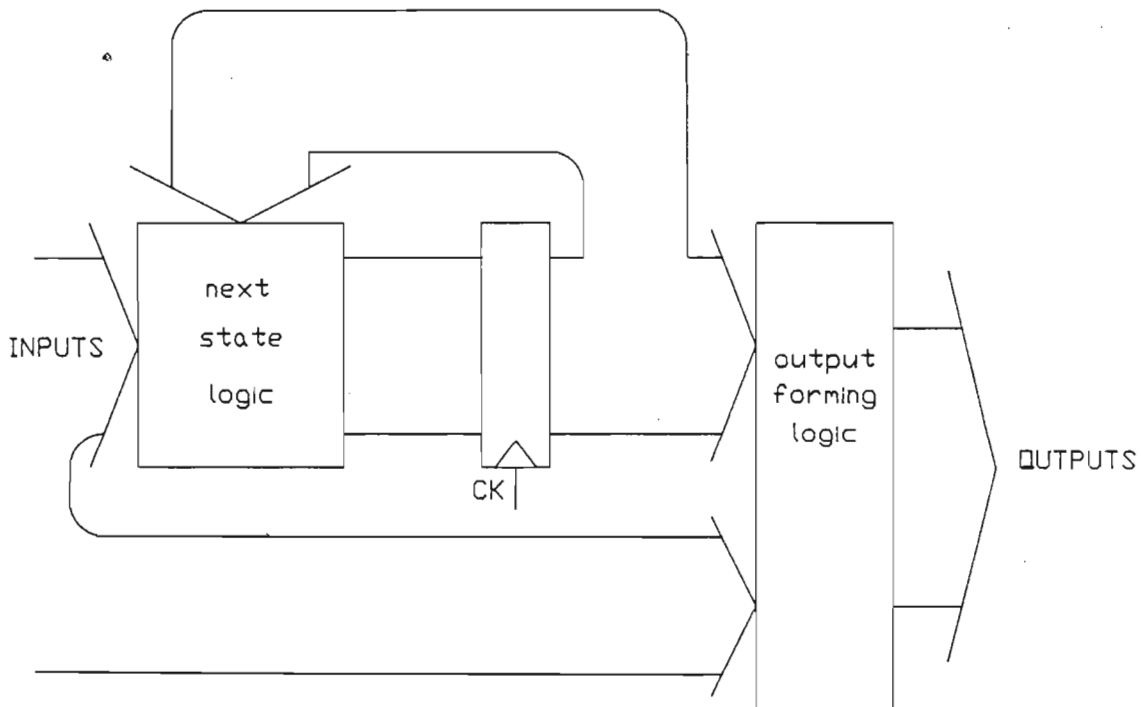 next
state
logic
INPUTS
output
forming
logic
OUTPUTS
CK